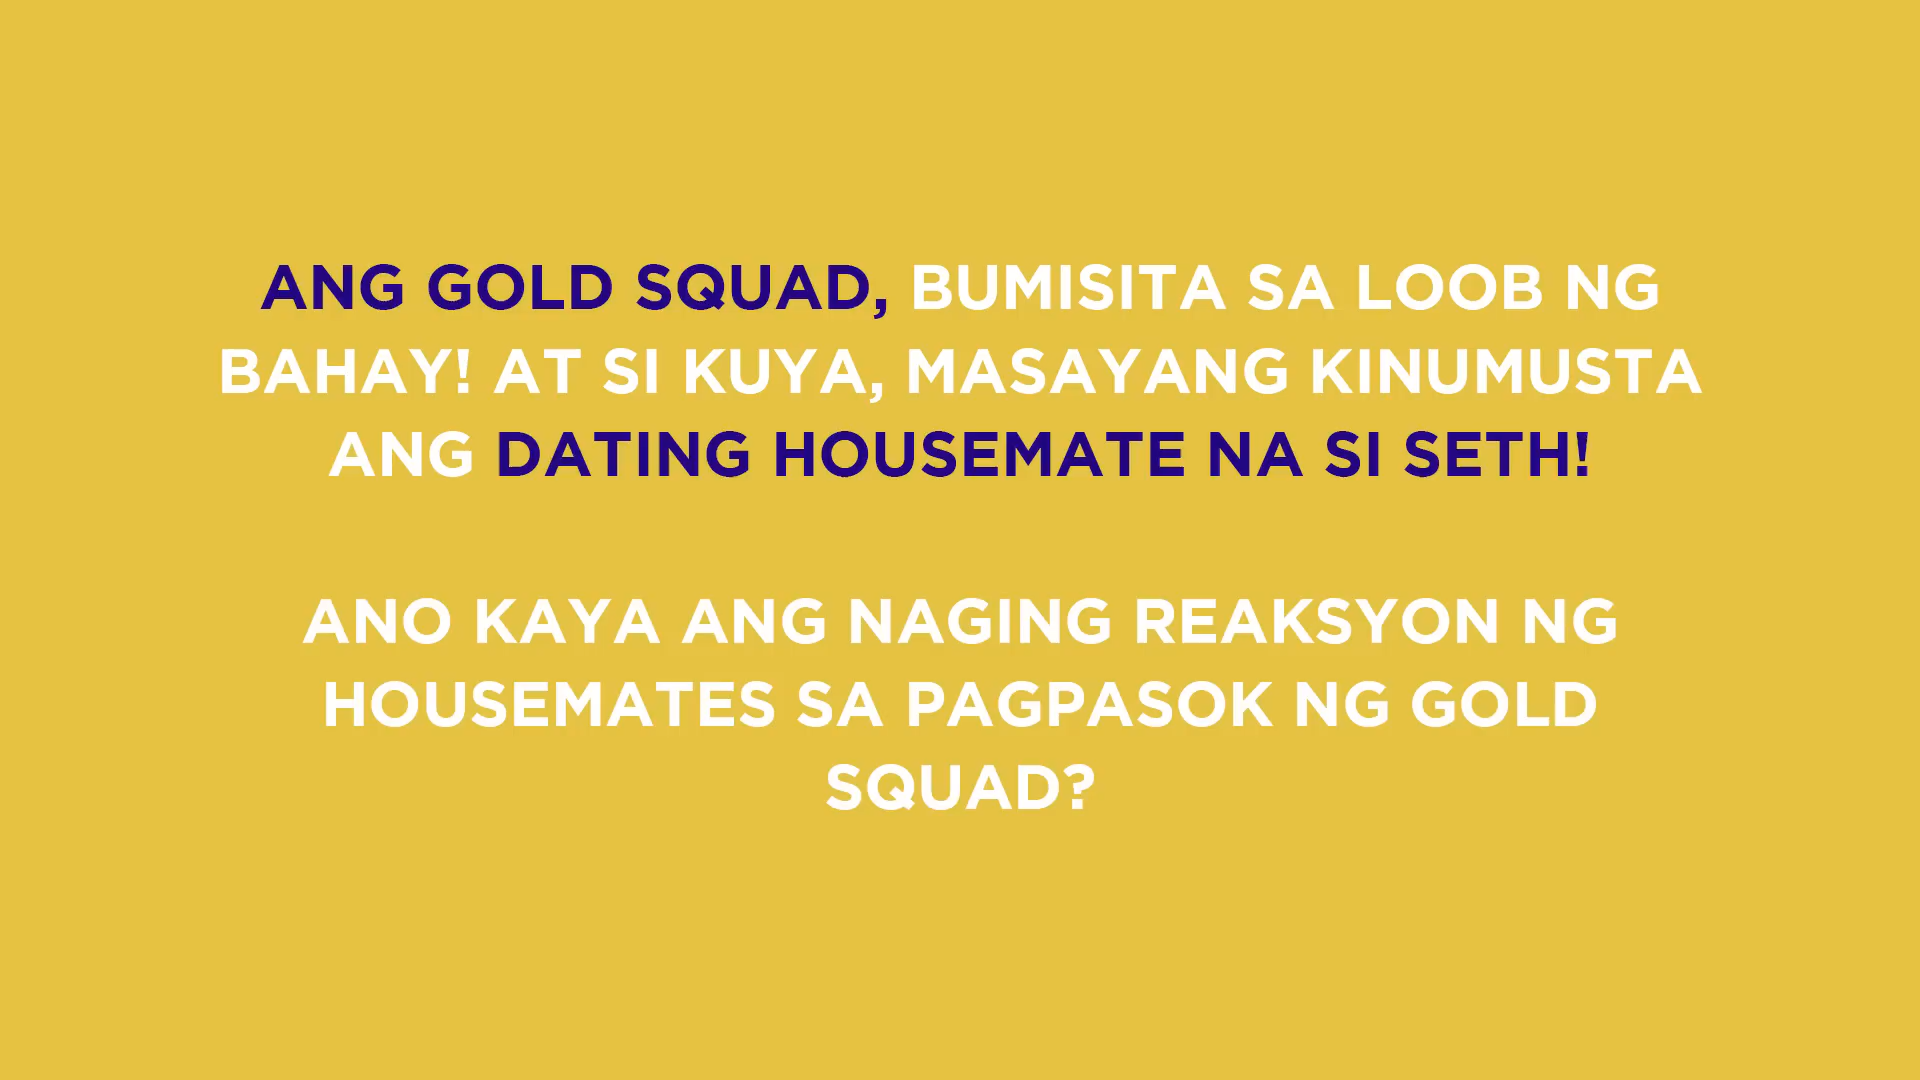 ANG GOLD SQUAD, BUMISITA SA LOOB NG
BAHAY! AT SI KUYA, MASAYANG KINUMUSTA
ANG DATING HOUSEMATE NA SI SETH!
ANO KAYA ANG NAGING REAKSYON NG
HOUSEMATES SA PAGPASOK NG GOLD
SQUAD?